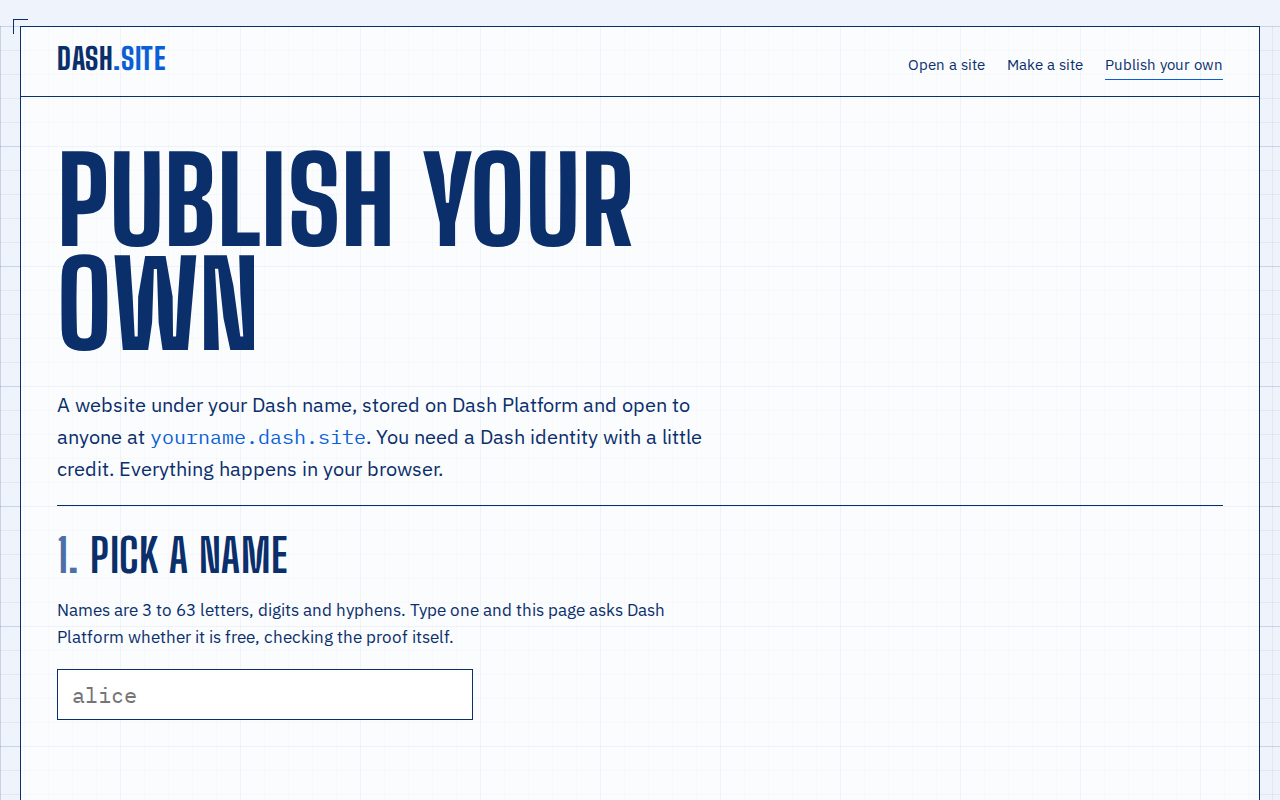 DASH.SITE
Open a site
Make a site
Publish your own
PUBLISH YOUR
OWN
A website under your Dash name, stored on Dash Platform and open to
anyone at yourname.dash.site. You need a Dash identity with a little
credit. Everything happens in your browser.
1. PICK A NAME
Names are 3 to 63 letters, digits and hyphens. Type one and this page asks Dash
Platform whether it is free, checking the proof itself.
alice